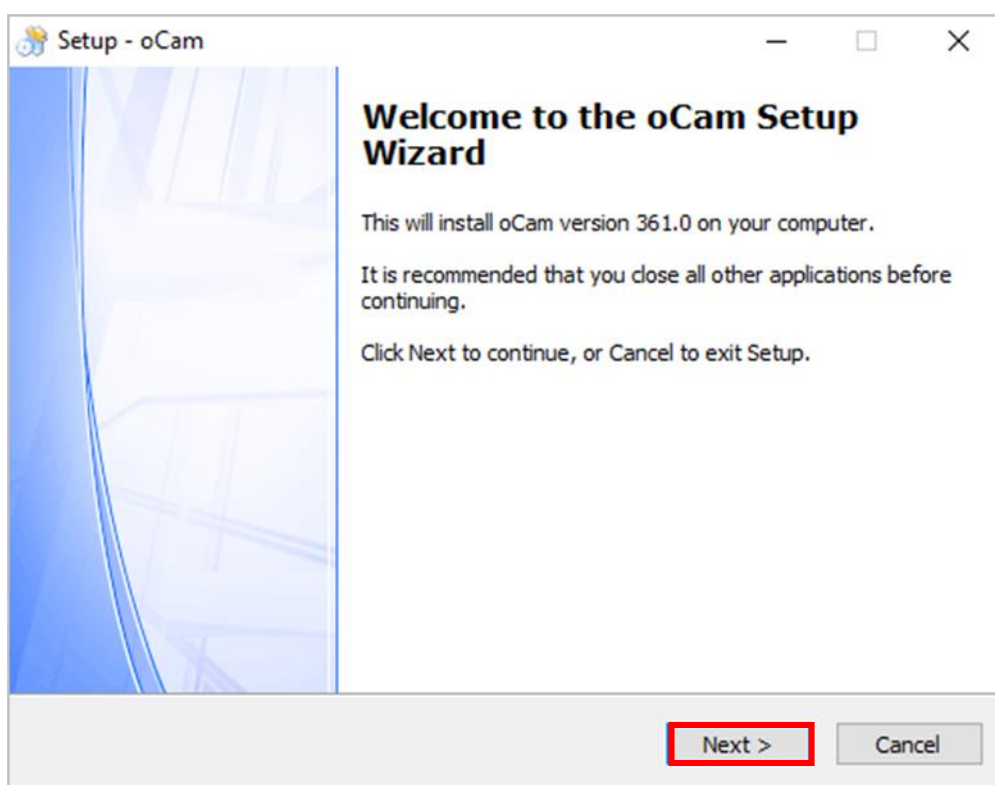 Setup - oCam
Welcome to the oCam Setup
Wizard
This will install oCam version 361.0 on your computer.
It is recommended that you close all other applications before
continuing.
Click Next to continue, or Cancel to exit Setup.
Next >
Cancel